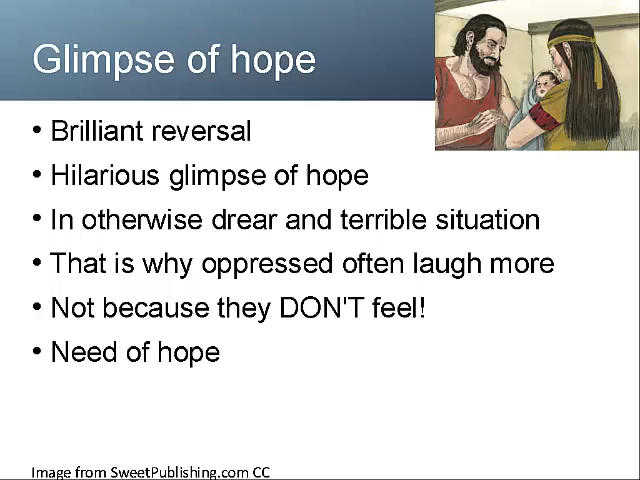 Glimpse of hope
• Brilliant reversal
• Hilarious glimpse of hope
• In otherwise drear and terrible situation
• That is why oppressed often laugh more
• Not because they DON'T feel!
• Need of hope
Image from SweetPublishing.com CC